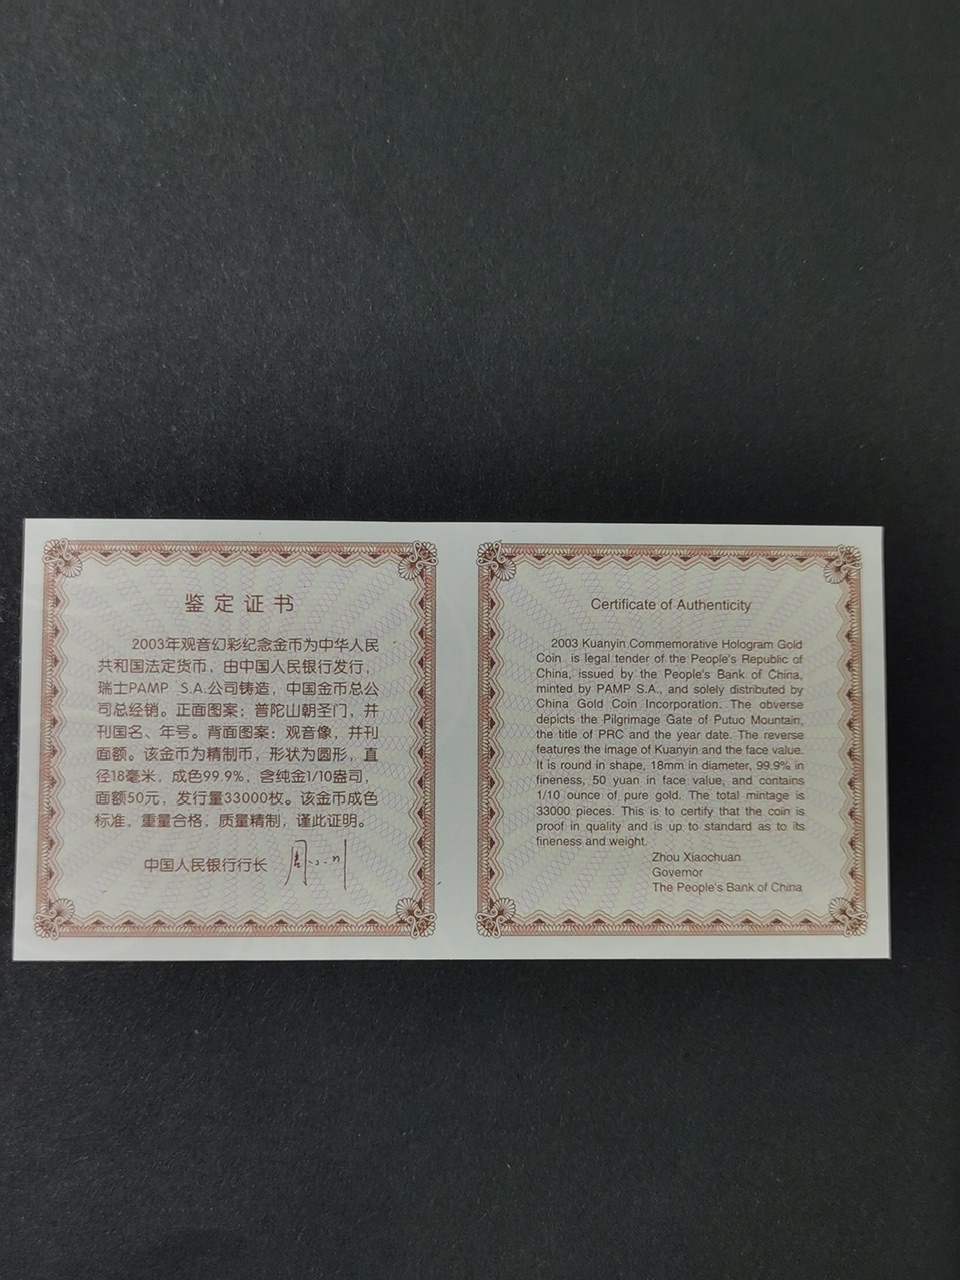 鉴定证书
2003年观音幻彩纪念金币为中华人民
共和国法定货币，由中国人民银行发行，
瑞士PAMP S.A.公司铸造，中国金币总公
司总经销。正面图案：普陀山朝圣门，并
刊国名、年号。背面图案：观音像，并刊
面额。该金币为精制币，形状为圆形，直
径18毫米，成色99.9%，含纯金1/10盎司，
面额50元，发行量33000枚。该金币成色
标准，重量合格，质量精制，谨此证明。
中国人民银行行长 周小川
Certificate of Authenticity
2003 Kuanyin Commemorative Hologram Gold
Coin is legal tender of the People's Republic of
China, issued by the People's Bank of China,
minted by PAMP S.A., and solely distributed by
China Gold Coin Incorporation. The obverse
depicts the Pilgrimage Gate of Putuo Mountain,
the title of PRC and the year date. The reverse
features the image of Kuanyin and the face value.
It is round in shape, 18mm in diameter, 99.9% in
fineness, 50 yuan in face value, and contains
1/10 ounce of pure gold. The total mintage is
33000 pieces. This is to certify that the coin is
proof in quality and is up to standard as to its
fineness and weight.
Zhou Xiaochuan
Governor
The People's Bank of China